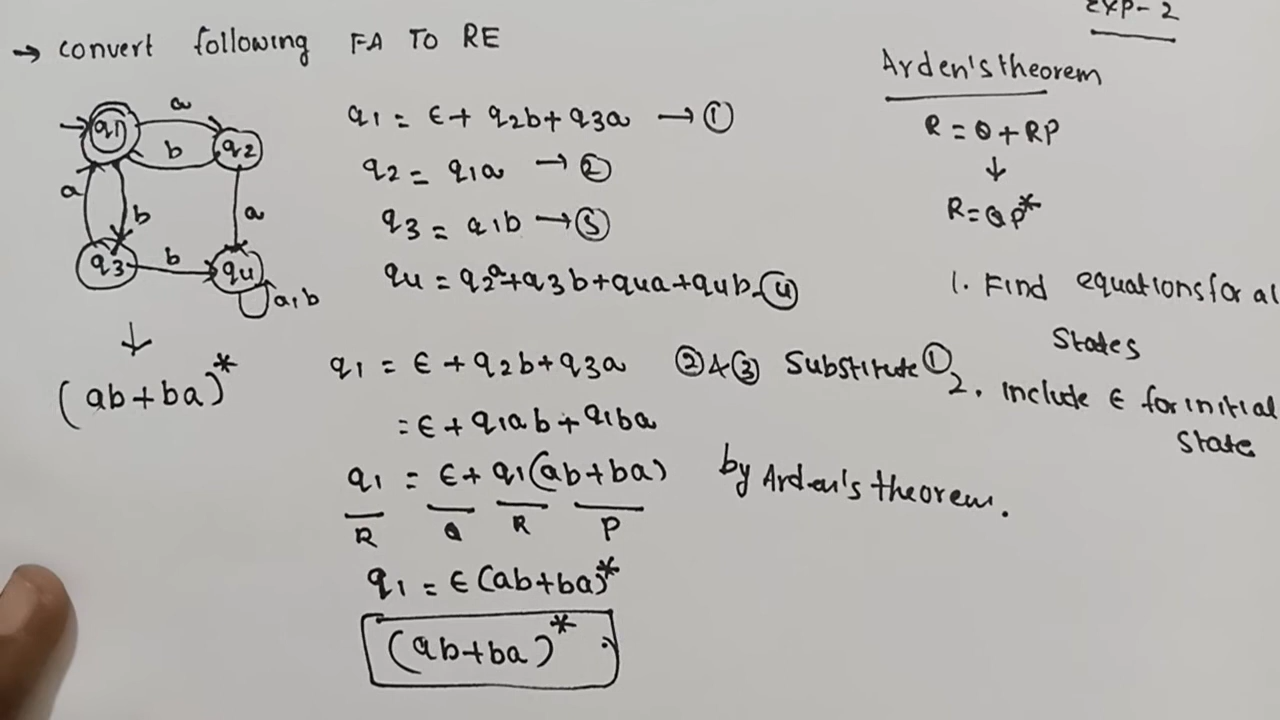 Exp-2
→ convert following FA TO RE
q1
a
b
q2
a
b
a
q3
b
q4
a,b
↓
(ab+ba)*
q1 = ε + q2b + q3a → ①
q2 = q1a → ②
q3 = q1b → ③
q4 = q2a + q3b + q4a + q4b - ④
q1 = ε + q2b + q3a ② & ③ Substitute ①
= ε + q1ab + q1ba
q1 = ε + q1(ab+ba) by Arden's theorem.
R Q R P
q1 = ε(ab+ba)*
(ab+ba)*.
Arden's theorem
R = Q + RP
↓
R = QP*
1. Find equations for al
States
2. Include ε for initial
State